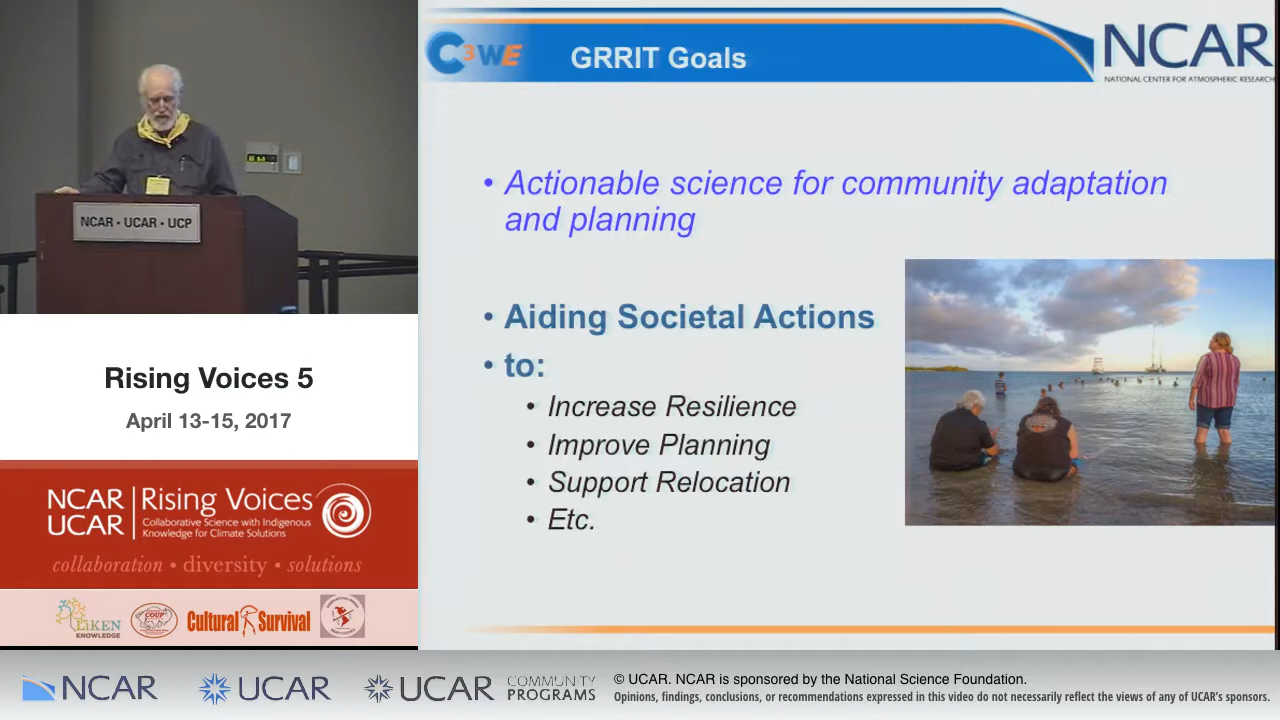 C3WE
GRRIT Goals
NCAR
NATIONAL CENTER FOR ATMOSPHERIC RESEARCH
• Actionable science for community adaptation
and planning
• Aiding Societal Actions
• to:
• Increase Resilience
• Improve Planning
• Support Relocation
• Etc.
NCAR • UCAR • UCP
Rising Voices 5
April 13-15, 2017
NCAR
UCAR
Rising Voices
Collaborative Science with Indigenous
Knowledge for Climate Solutions
collaboration • diversity • solutions
LiKEN
KNOWLEDGE
Cultural Survival
NCAR
UCAR
UCAR
COMMUNITY
PROGRAMS
© UCAR. NCAR is sponsored by the National Science Foundation.
Opinions, findings, conclusions, or recommendations expressed in this video do not necessarily reflect the views of any of UCAR's sponsors.